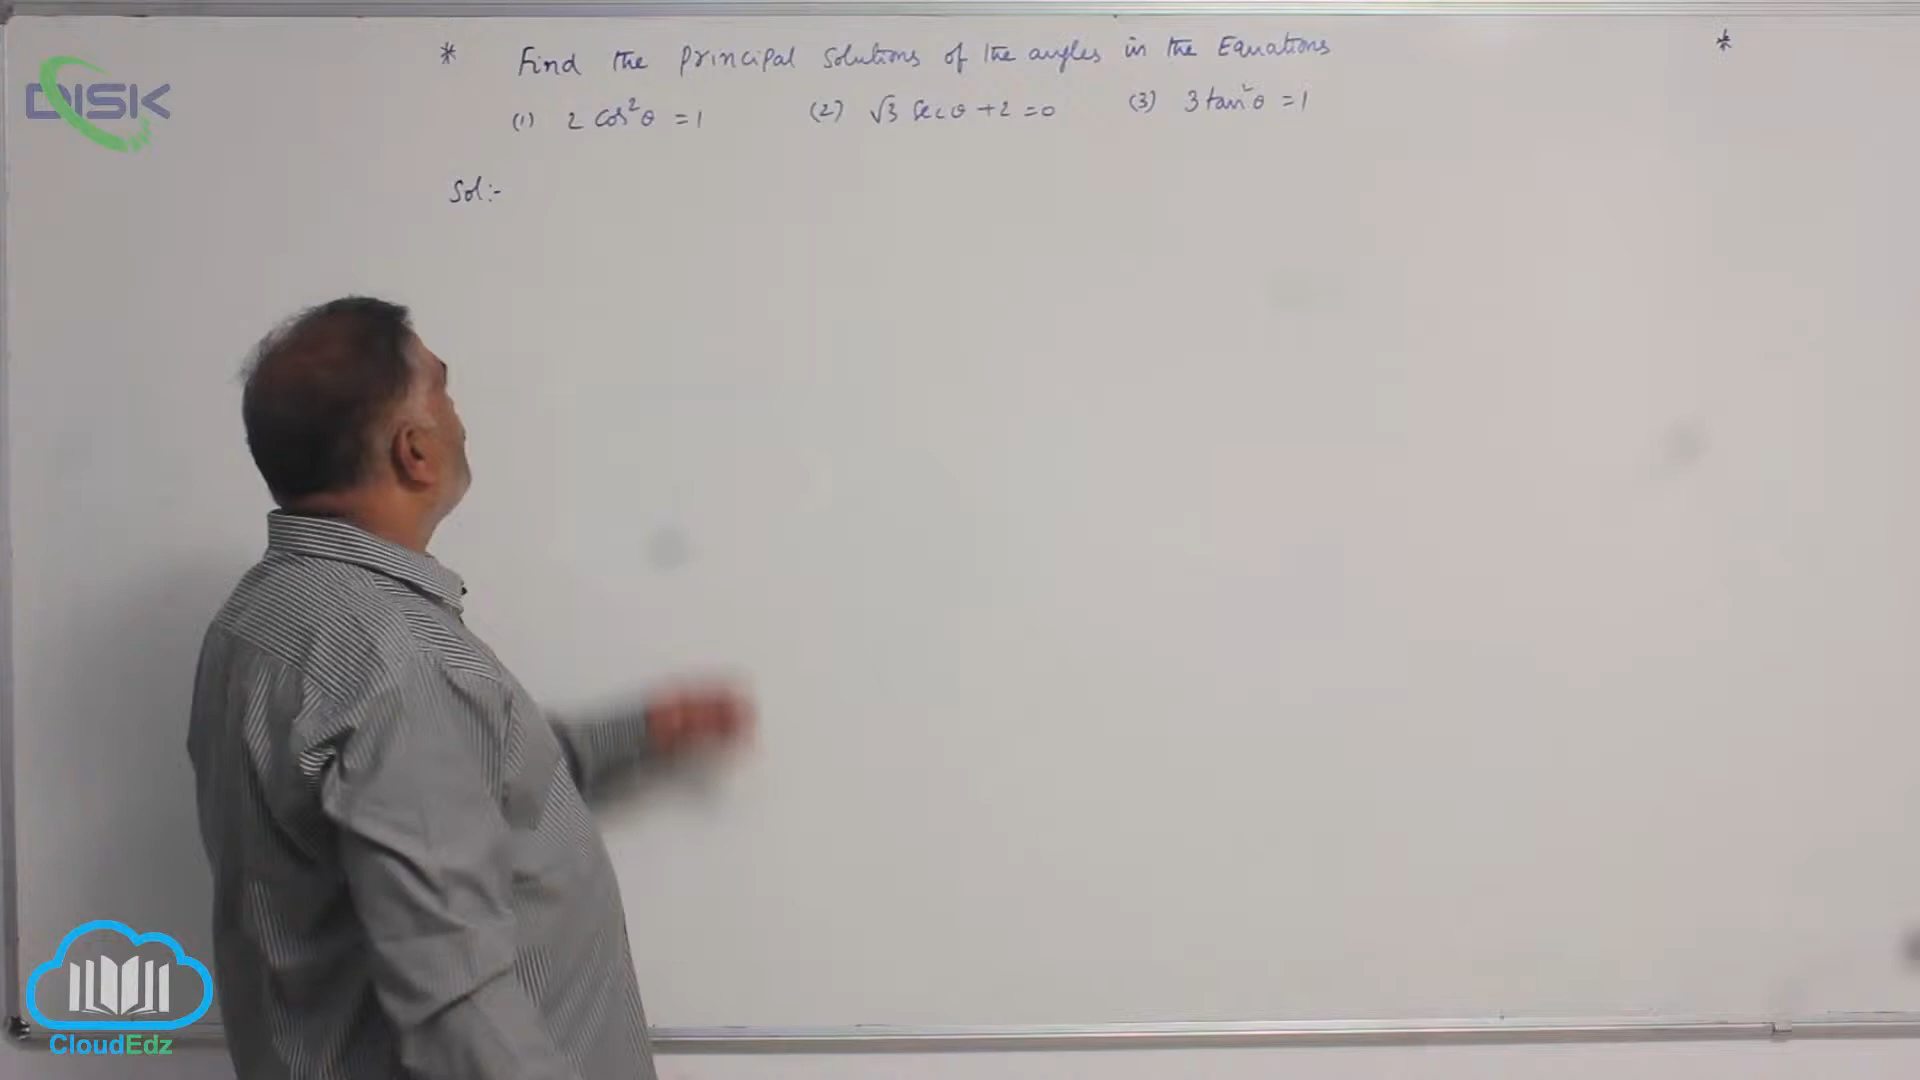 DISK
* Find the principal solutions of the angles in the Equations *
(1) 2 cos²θ = 1 (2) √3 Secθ + 2 = 0 (3) 3 tan²θ = 1
Sol:-
CloudEdz